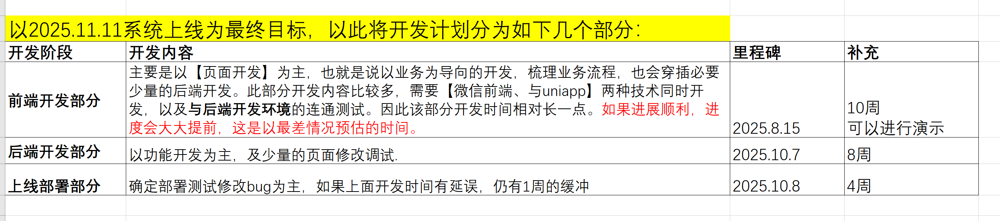 以2025.11.11系统上线为最终目标，以此将开发计划分为如下几个部分：
开发阶段 开发内容 里程碑 补充
前端开发部分
主要是以【页面开发】为主，也就是说以业务为导向的开发，梳理业务流程，也会穿插必要
少量的后端开发。此部分开发内容比较多，需要【微信前端、与uniapp】两种技术同时开
发，以及与后端开发环境的连通测试。因此该部分开发时间相对长一点。如果进展顺利，进
度会大大提前，这是以最差情况预估的时间。
2025.8.15
10周
可以进行演示
后端开发部分 以功能开发为主，及少量的页面修改调试. 2025.10.7 8周
上线部署部分 确定部署测试修改bug为主，如果上面开发时间有延误，仍有1周的缓冲 2025.10.8 4周